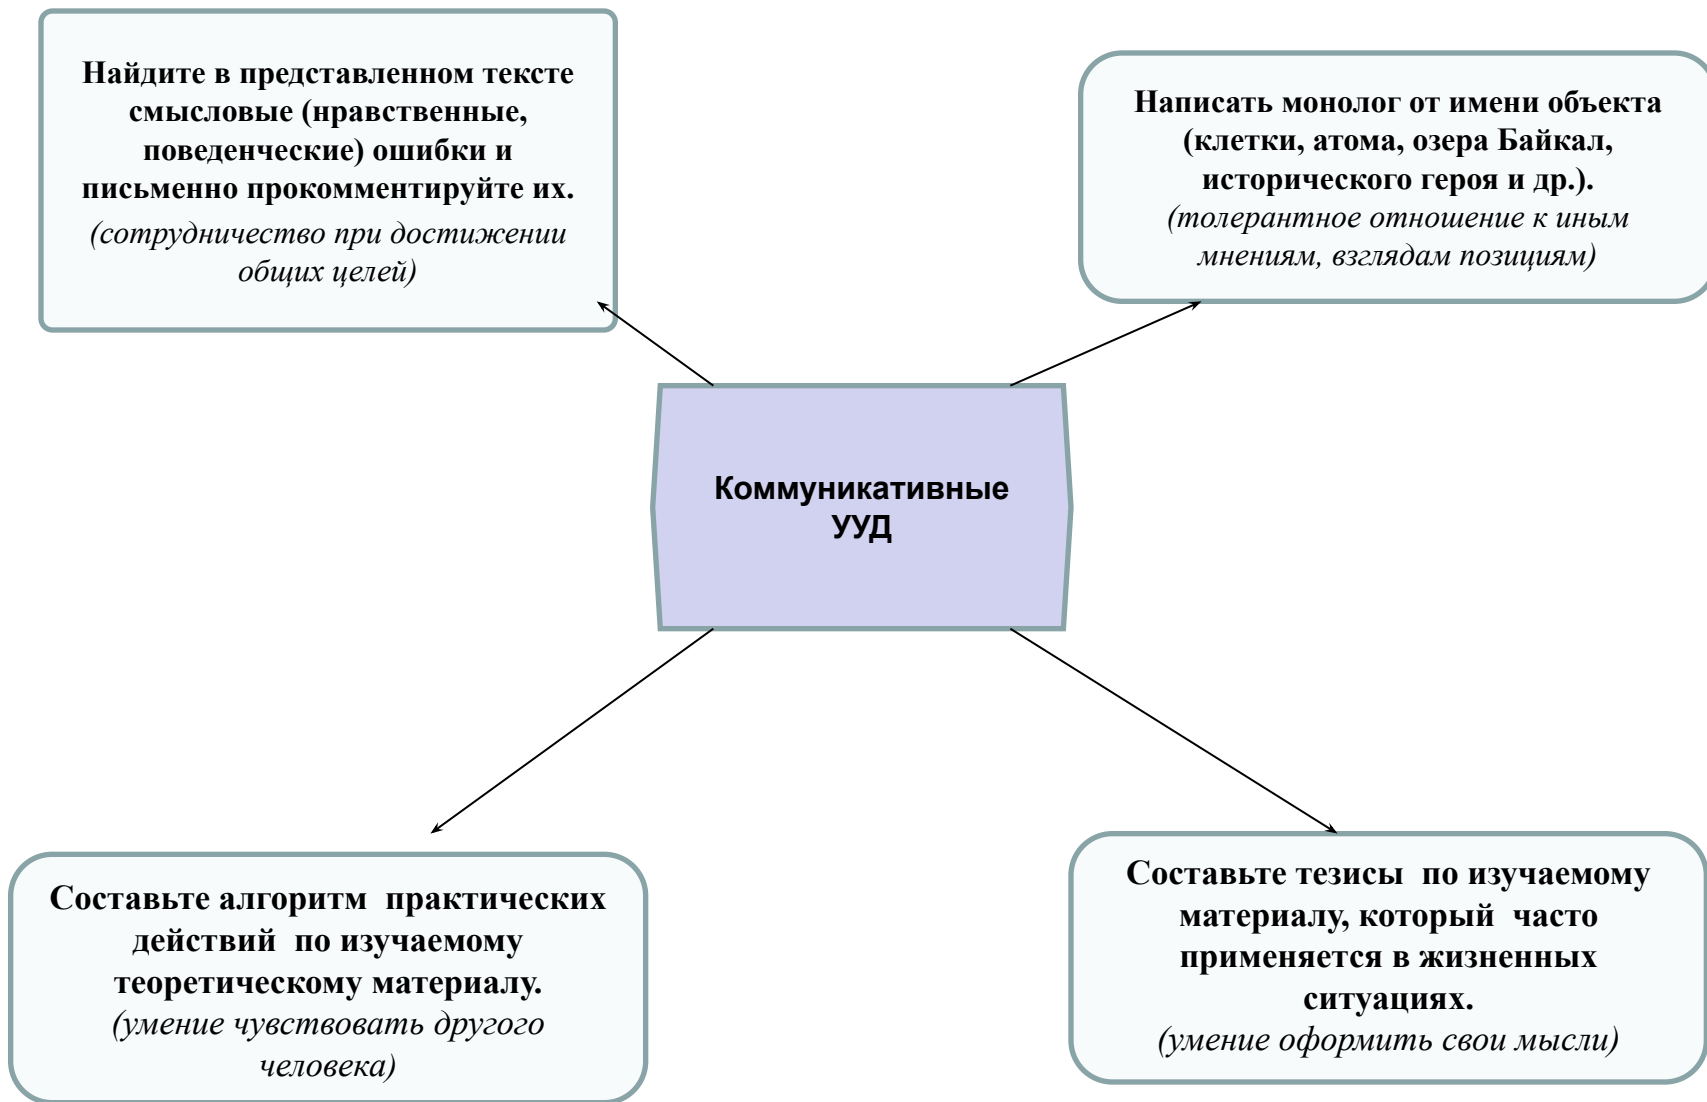 Найдите в представленном тексте
смысловые (нравственные,
поведенческие) ошибки и
письменно прокомментируйте их.
(сотрудничество при достижении
общих целей)
Написать монолог от имени объекта
(клетки, атома, озера Байкал,
исторического героя и др.).
(толерантное отношение к иным
мнениям, взглядам позициям)
Коммуникативные
УУД
Составьте алгоритм  практических
действий  по изучаемому
теоретическому материалу.
(умение чувствовать другого
человека)
Составьте тезисы  по изучаемому
материалу, который  часто
применяется в жизненных
ситуациях.
(умение оформить свои мысли)